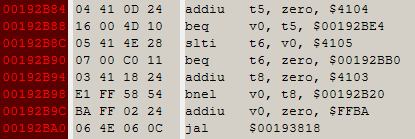 00192B84 04 41 0D 24 addiu t5, zero, $4104
00192B88 16 00 4D 10 beq v0, t5, $00192BE4
00192B8C 05 41 4E 28 slti t6, v0, $4105
00192B90 07 00 C0 11 beq t6, zero, $00192BB0
00192B94 03 41 18 24 addiu t8, zero, $4103
00192B98 E1 FF 58 54 bnel v0, t8, $00192B20
00192B9C BA FF 02 24 addiu v0, zero, $FFBA
00192BA0 06 4E 06 0C jal $00193818